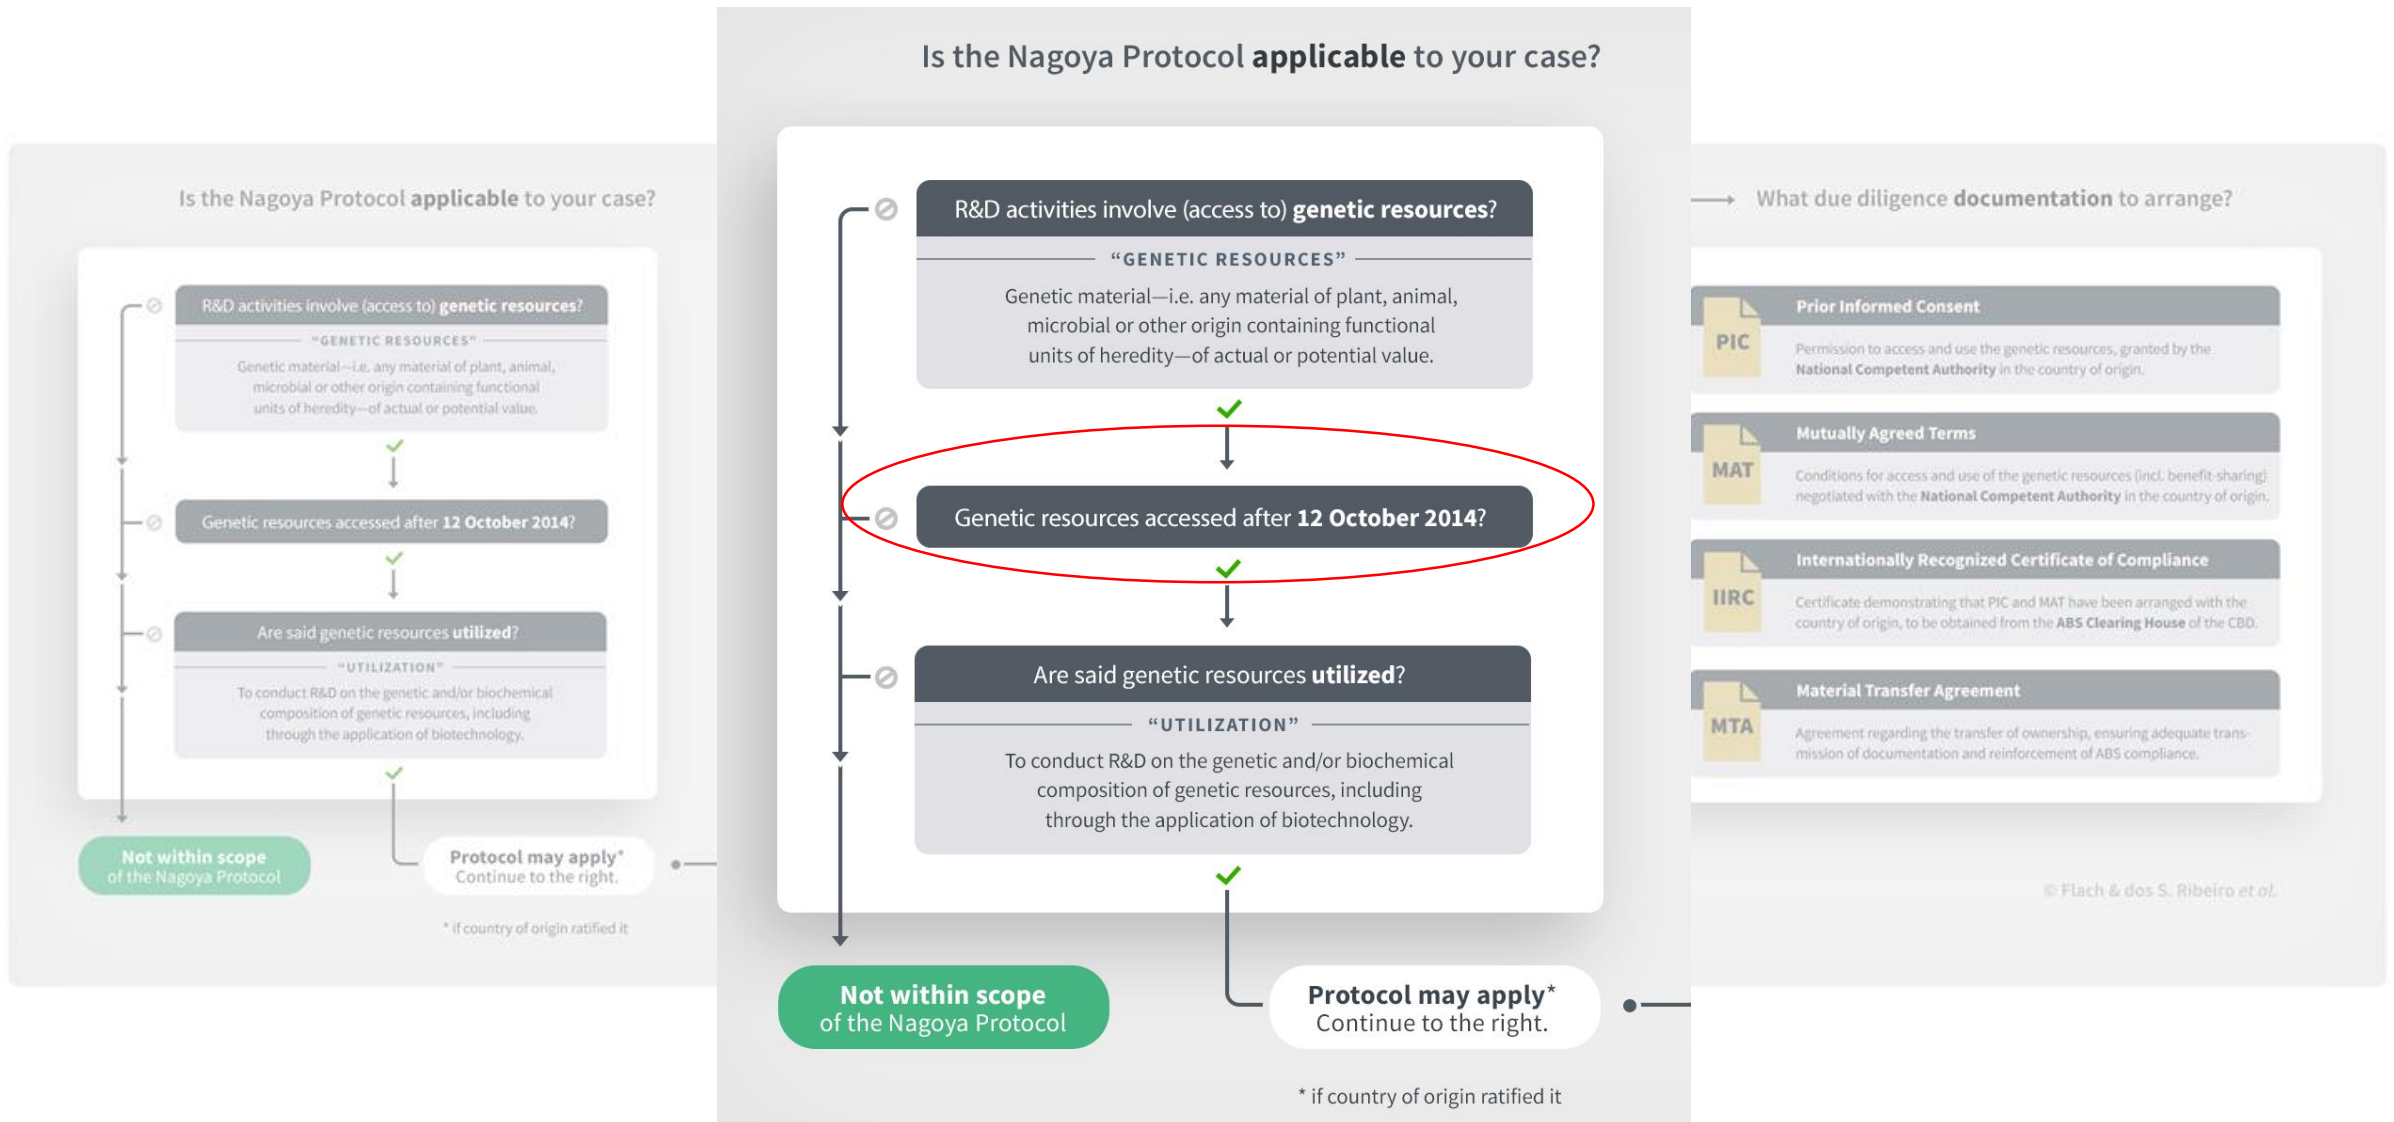 Is the Nagoya Protocol applicable to your case?
R&D activities involve (access to) genetic resources?
"GENETIC RESOURCES"
Genetic material—i.e. any material of plant, animal,
microbial or other origin containing functional
units of heredity—of actual or potential value.
Genetic resources accessed after 12 October 2014?
Are said genetic resources utilized?
"UTILIZATION"
To conduct R&D on the genetic and/or biochemical
composition of genetic resources, including
through the application of biotechnology.
Not within scope
of the Nagoya Protocol
Protocol may apply*
Continue to the right.
* if country of origin ratified it
Is the Nagoya Protocol applicable to your case?
R&D activities involve (access to) genetic resources?
“GENETIC RESOURCES”
Genetic material—i.e. any material of plant, animal,
microbial or other origin containing functional
units of heredity—of actual or potential value.
Genetic resources accessed after 12 October 2014?
Are said genetic resources utilized?
“UTILIZATION”
To conduct R&D on the genetic and/or biochemical
composition of genetic resources, including
through the application of biotechnology.
Not within scope
of the Nagoya Protocol
Protocol may apply*
Continue to the right.
* if country of origin ratified it
What due diligence documentation to arrange?
PIC
Prior Informed Consent
Permission to access and use the genetic resources, granted by the
National Competent Authority in the country of origin.
MAT
Mutually Agreed Terms
Conditions for access and use of the genetic resources (incl. benefit-sharing)
negotiated with the National Competent Authority in the country of origin.
IIRC
Internationally Recognized Certificate of Compliance
Certificate demonstrating that PIC and MAT have been arranged with the
country of origin, to be obtained from the ABS Clearing House of the CBD.
MTA
Material Transfer Agreement
Agreement regarding the transfer of ownership, ensuring adequate trans-
mission of documentation and reinforcement of ABS compliance.
© Flach & dos S. Ribeiro et al.